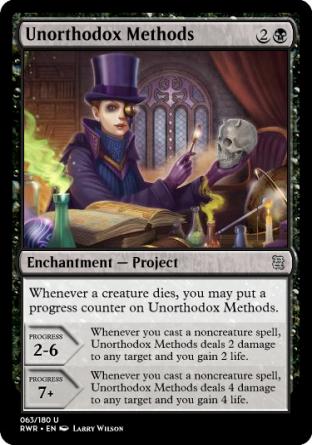 Unorthodox Methods 2
Enchantment — Project
Whenever a creature dies, you may put a
progress counter on Unorthodox Methods.
PROGRESS
2-6
Whenever you cast a noncreature spell,
Unorthodox Methods deals 2 damage
to any target and you gain 2 life.
PROGRESS
7+
Whenever you cast a noncreature spell,
Unorthodox Methods deals 4 damage
to any target and you gain 4 life.
063/180 U
RWR • EN LARRY WILSON